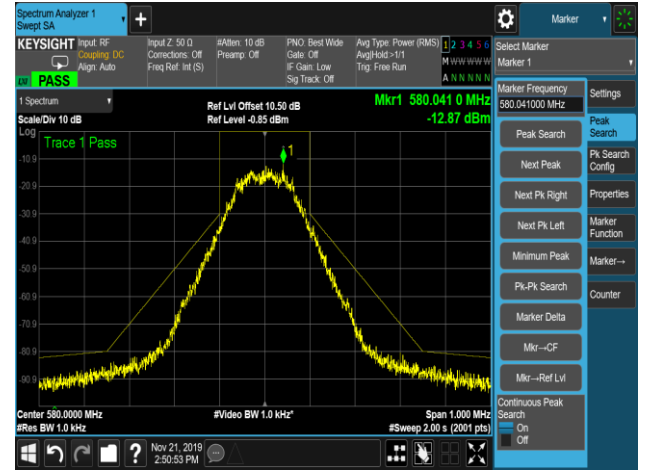 Spectrum Analyzer 1
Swept SA
+
Marker
KEYSIGHT
Input: RF
Coupling: DC
Align: Auto
Input Z: 50 Ω
Corrections: Off
Freq Ref: Int (S)
#Atten: 10 dB
Preamp: Off
PNO: Best Wide
Gate: Off
IF Gain: Low
Sig Track: Off
Avg Type: Power (RMS)
Avg|Hold:>1/1
Trig: Free Run
1 2 3 4 5 6
M W W W W W
A N N N N N
PASS
Select Marker
Marker 1
1 Spectrum
Scale/Div 10 dB
Ref Lvl Offset 10.50 dB
Ref Level -0.85 dBm
Mkr1 580.041 0 MHz
-12.87 dBm
Log
Trace 1 Pass
1
-10.9
-20.9
-30.9
-40.9
-50.9
-60.9
-70.9
-80.9
-90.9
Center 580.0000 MHz
#Res BW 1.0 kHz
#Video BW 1.0 kHz*
Span 1.000 MHz
#Sweep 2.00 s (2001 pts)
Marker Frequency
580.041000 MHz
Peak Search
Next Peak
Next Pk Right
Next Pk Left
Minimum Peak
Pk-Pk Search
Marker Delta
Mkr→CF
Mkr→Ref Lvl
Continuous Peak
Search
On
Off
Settings
Peak
Search
Pk Search
Config
Properties
Marker
Function
Marker→
Counter
?
Nov 21, 2019
2:50:53 PM